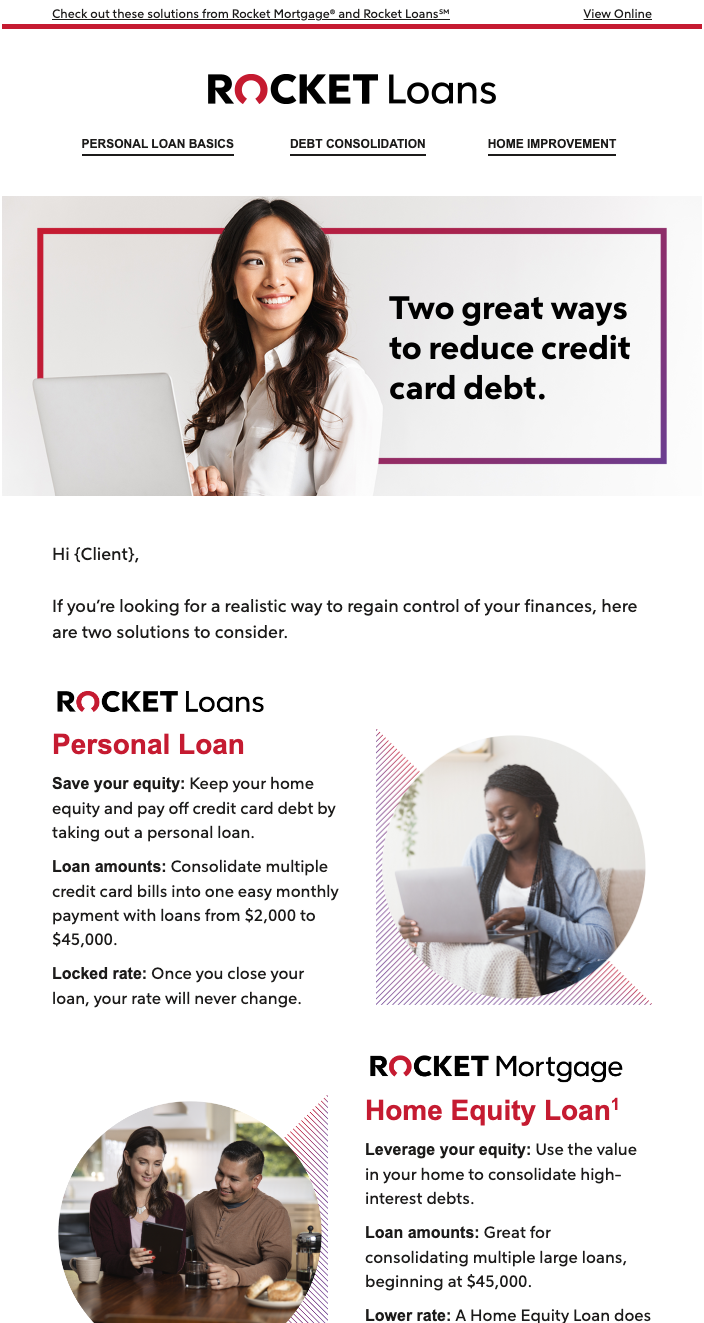 Check out these solutions from Rocket Mortgage® and Rocket Loans℠
View Online
ROCKET Loans
PERSONAL LOAN BASICS
DEBT CONSOLIDATION
HOME IMPROVEMENT
Two great ways
to reduce credit
card debt.
Hi {Client},
If you’re looking for a realistic way to regain control of your finances, here
are two solutions to consider.
ROCKET Loans
Personal Loan
Save your equity: Keep your home
equity and pay off credit card debt by
taking out a personal loan.
Loan amounts: Consolidate multiple
credit card bills into one easy monthly
payment with loans from $2,000 to
$45,000.
Locked rate: Once you close your
loan, your rate will never change.
ROCKET Mortgage
Home Equity Loan¹
Leverage your equity: Use the value
in your home to consolidate high-
interest debts.
Loan amounts: Great for
consolidating multiple large loans,
beginning at $45,000.
Lower rate: A Home Equity Loan does